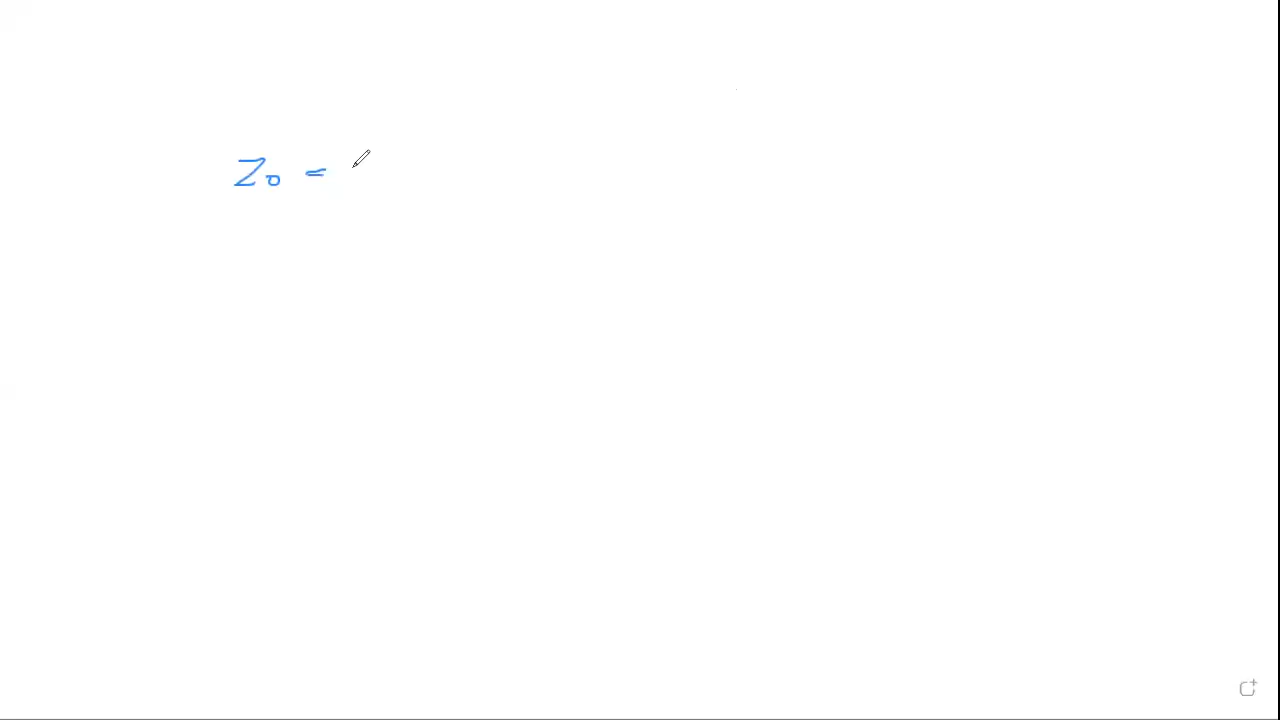 Z₀ =